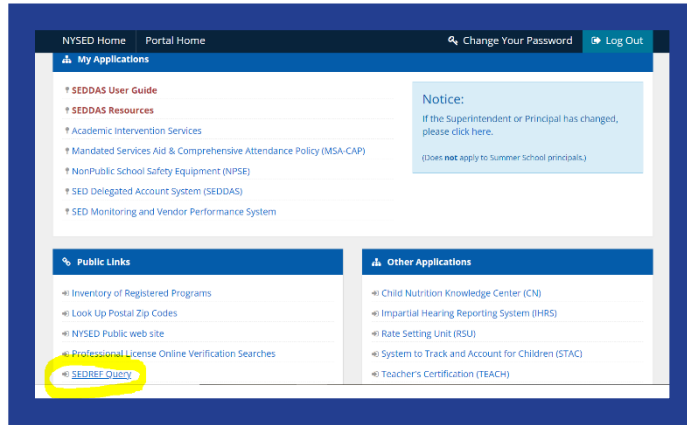 NYSED Home Portal Home Change Your Password Log Out
My Applications
SEDDAS User Guide
SEDDAS Resources
Academic Intervention Services
Mandated Services Aid & Comprehensive Attendance Policy (MSA-CAP)
NonPublic School Safety Equipment (NPSE)
SED Delegated Account System (SEDDAS)
SED Monitoring and Vendor Performance System
Notice:
If the Superintendent or Principal has changed,
please click here.
(Does not apply to Summer School principals.)
Public Links
Inventory of Registered Programs
Look Up Postal Zip Codes
NYSED Public web site
Professional License Online Verification Searches
SEDREF Query
Other Applications
Child Nutrition Knowledge Center (CN)
Impartial Hearing Reporting System (IHRS)
Rate Setting Unit (RSU)
System to Track and Account for Children (STAC)
Teacher's Certification (TEACH)